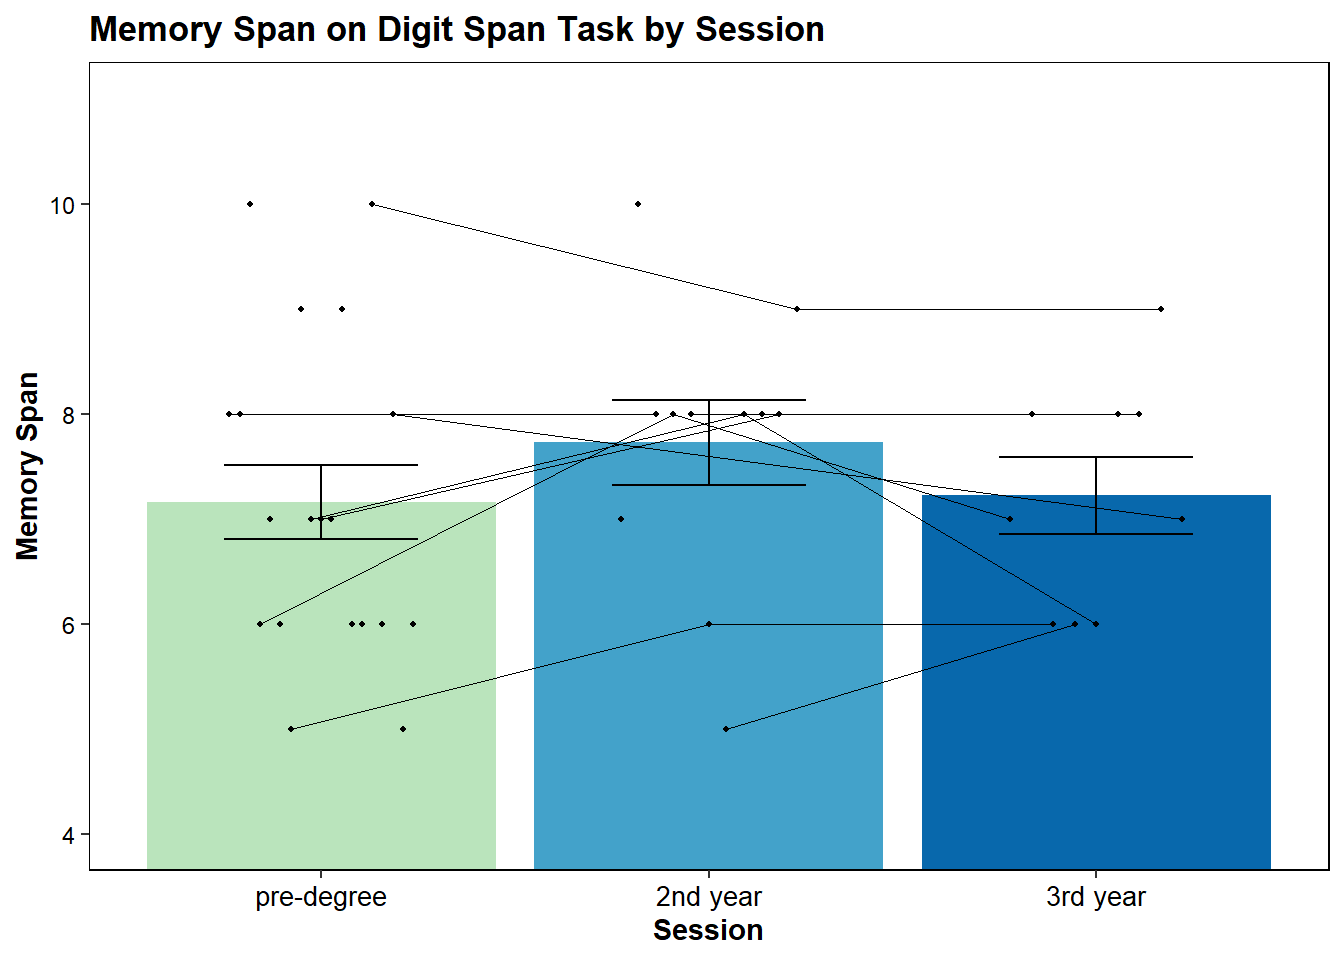 Memory Span on Digit Span Task by Session
Memory Span
10
8
6
4
pre-degree 2nd year 3rd year
Session